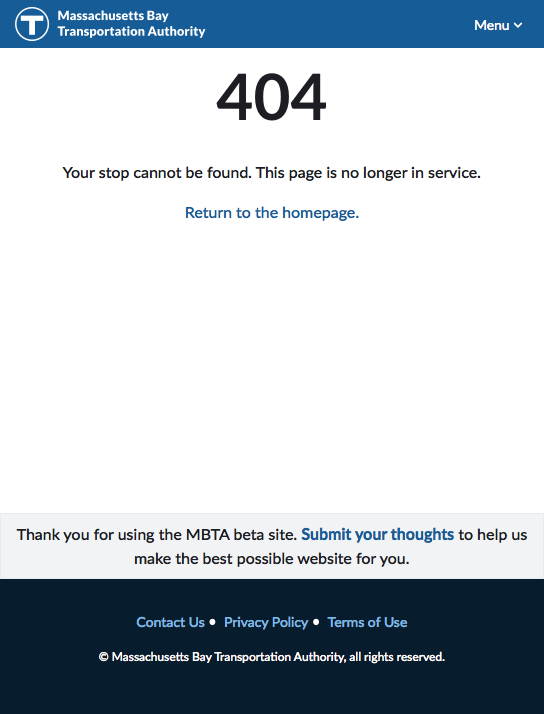 T
Massachusetts Bay
Transportation Authority
Menu
404
Your stop cannot be found. This page is no longer in service.
Return to the homepage.
Thank you for using the MBTA beta site. Submit your thoughts to help us
make the best possible website for you.
Contact Us • Privacy Policy • Terms of Use
© Massachusetts Bay Transportation Authority, all rights reserved.